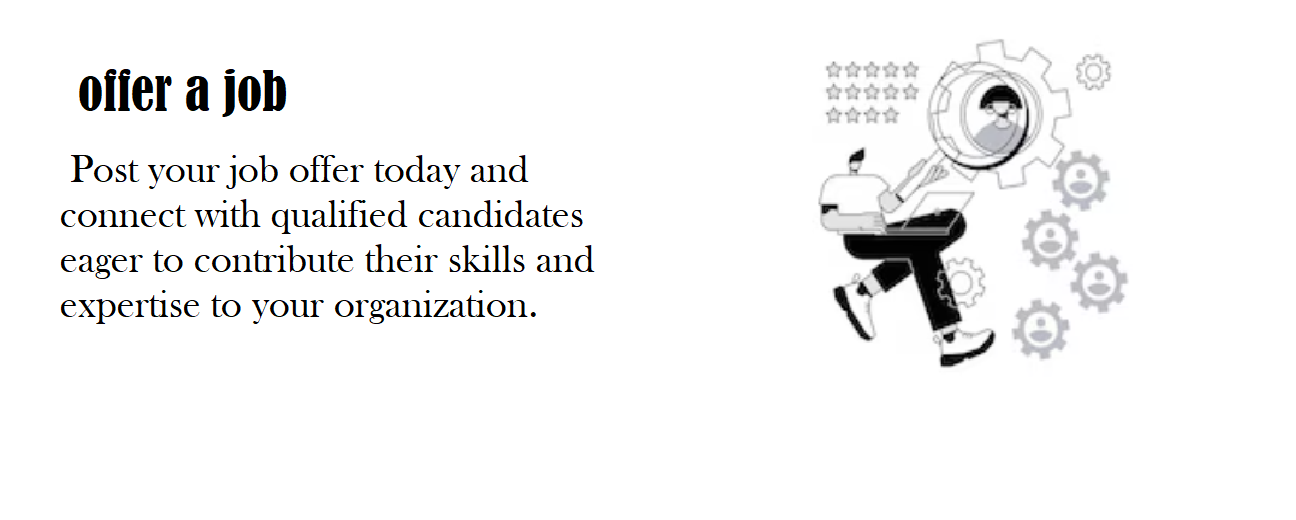 offer a job
Post your job offer today and
connect with qualified candidates
eager to contribute their skills and
expertise to your organization.